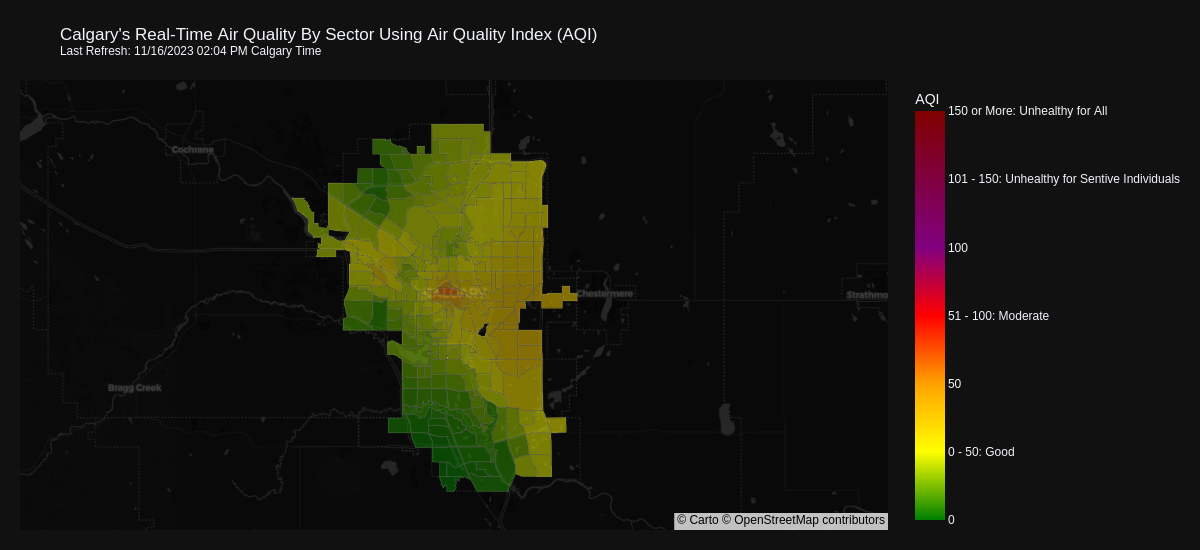 Calgary's Real-Time Air Quality By Sector Using Air Quality Index (AQI)
Last Refresh: 11/16/2023 02:04 PM Calgary Time
AQI
150 or More: Unhealthy for All
Cochrane
101 - 150: Unhealthy for Sentive Individuals
100
Chestermere
Strathmo
51 - 100: Moderate
50
Bragg Creek
0 - 50: Good
0
© Carto © OpenStreetMap contributors